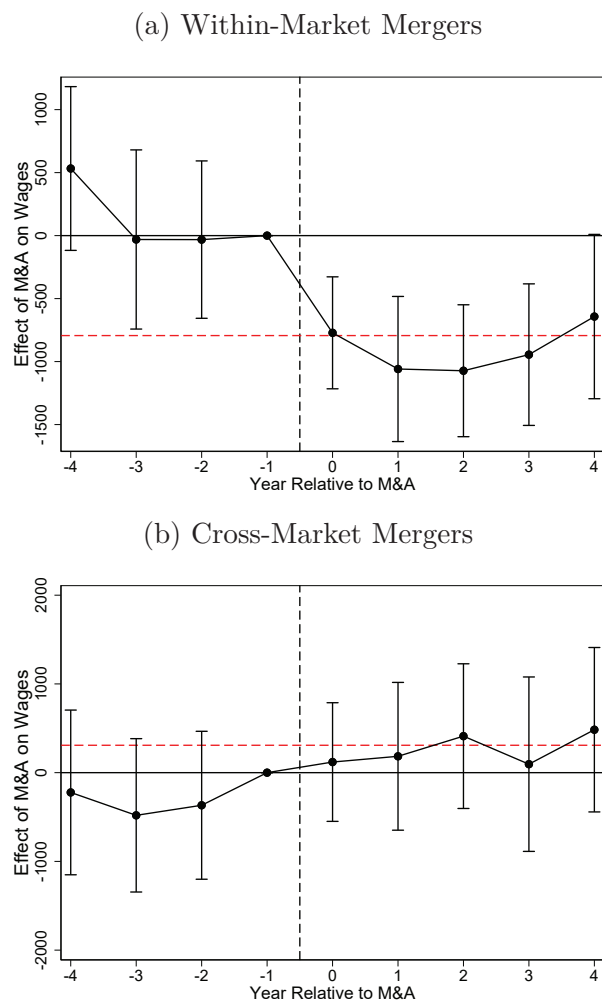 (a) Within-Market Mergers
Effect of M&A on Wages
1000
500
0
-500
-1000
-1500
-4 -3 -2 -1 0 1 2 3 4
Year Relative to M&A
(b) Cross-Market Mergers
Effect of M&A on Wages
2000
1000
0
-1000
-2000
-4 -3 -2 -1 0 1 2 3 4
Year Relative to M&A